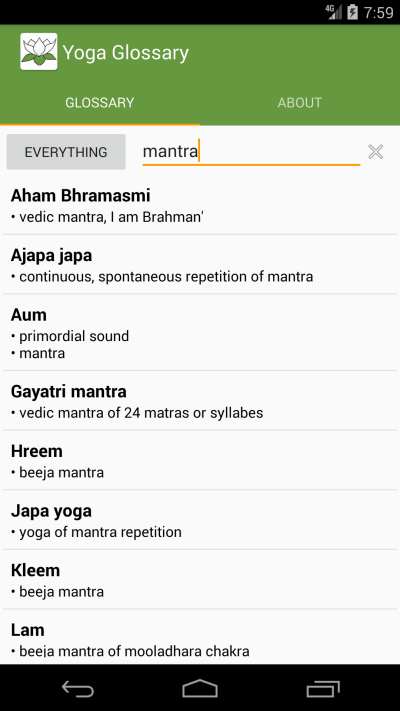 4G 7:59
Yoga Glossary
GLOSSARY ABOUT
EVERYTHING mantra
Aham Bhramasmi
• vedic mantra, I am Brahman'
Ajapa japa
• continuous, spontaneous repetition of mantra
Aum
• primordial sound
• mantra
Gayatri mantra
• vedic mantra of 24 matras or syllabes
Hreem
• beeja mantra
Japa yoga
• yoga of mantra repetition
Kleem
• beeja mantra
Lam
• beeja mantra of mooladhara chakra